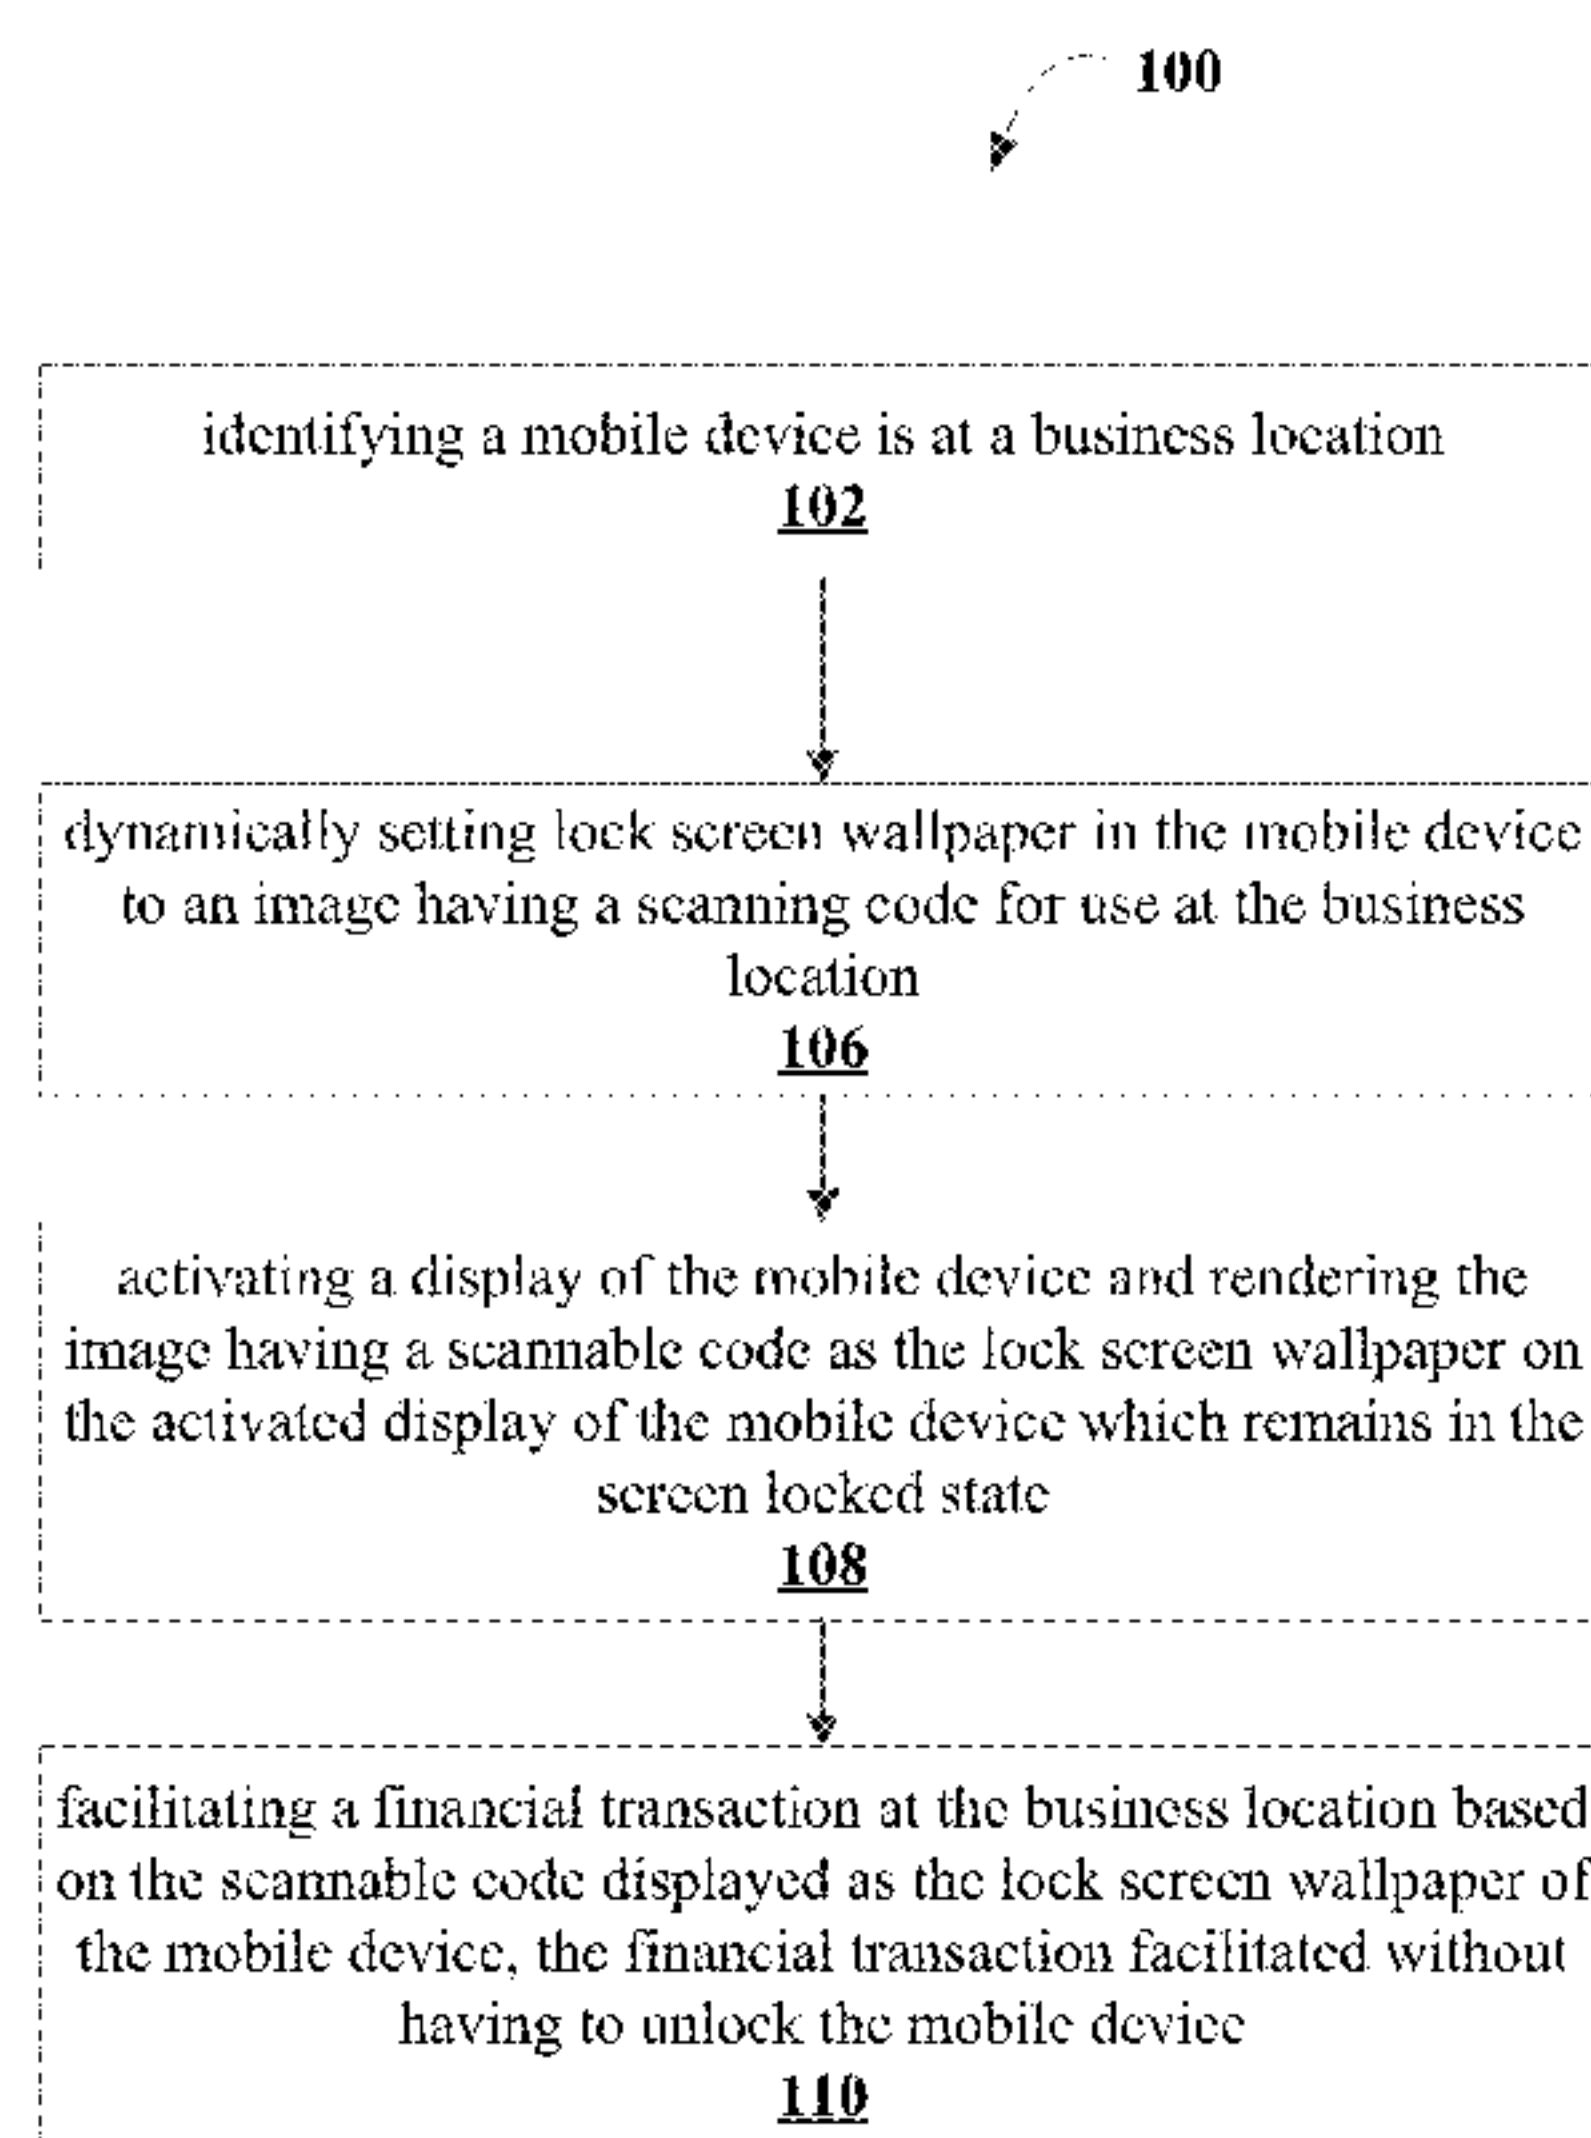 100
identifying a mobile device is at a business location
102
dynamically setting lock screen wallpaper in the mobile device
to an image having a scanning code for use at the business
location
106
activating a display of the mobile device and rendering the
image having a scannable code as the lock screen wallpaper on
the activated display of the mobile device which remains in the
screen locked state
108
facilitating a financial transaction at the business location based
on the scannable code displayed as the lock screen wallpaper of
the mobile device, the financial transaction facilitated without
having to unlock the mobile device
110